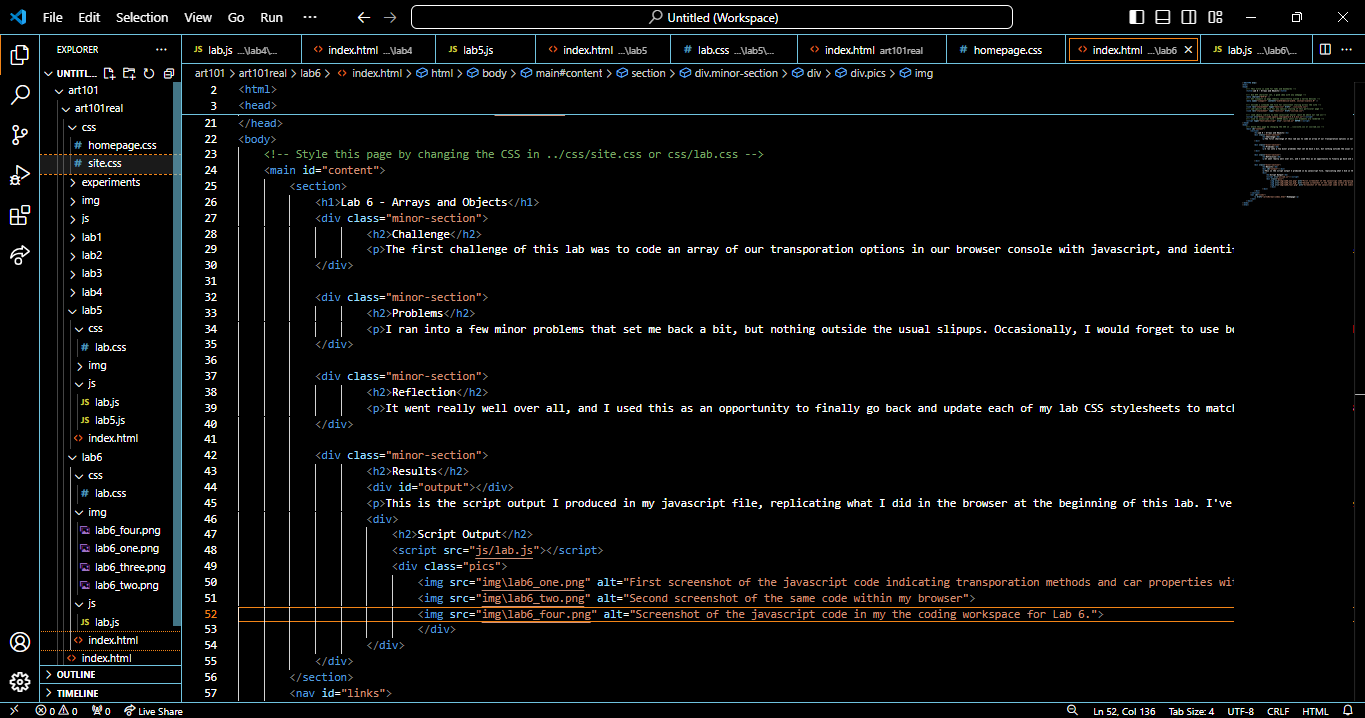 File Edit Selection View Go Run ··· Untitled (Workspace)
EXPLORER ···
lab.js ...\lab4\... index.html ...\lab4 lab5.js index.html ...\lab5 lab.css ...\lab5\... index.html art101real homepage.css index.html ...\lab6 lab.js ...\lab6\...
UNTITL...
art101 > art101real > lab6 > index.html > html > body > main#content > section > div.minor-section > div > div.pics > img
art101
art101real
css
homepage.css
site.css
experiments
img
js
lab1
lab2
lab3
lab4
lab5
css
lab.css
img
js
lab.js
lab5.js
index.html
lab6
css
lab.css
img
lab6_four.png
lab6_one.png
lab6_three.png
lab6_two.png
js
lab.js
index.html
index.html
OUTLINE
TIMELINE
2 <html>
3 <head>
21 </head>
22 <body>
23 <!-- Style this page by changing the CSS in ../css/site.css or css/lab.css -->
24 <main id="content">
25 <section>
26 <h1>Lab 6 - Arrays and Objects</h1>
27 <div class="minor-section">
28 <h2>Challenge</h2>
29 <p>The first challenge of this lab was to code an array of our transporation options in our browser console with javascript, and identi
30 </div>
31
32 <div class="minor-section">
33 <h2>Problems</h2>
34 <p>I ran into a few minor problems that set me back a bit, but nothing outside the usual slipups. Occasionally, I would forget to use be
35 </div>
36
37 <div class="minor-section">
38 <h2>Reflection</h2>
39 <p>It went really well over all, and I used this as an opportunity to finally go back and update each of my lab CSS stylesheets to match
40 </div>
41
42 <div class="minor-section">
43 <h2>Results</h2>
44 <div id="output"></div>
45 <p>This is the script output I produced in my javascript file, replicating what I did in the browser at the beginning of this lab. I've
46 <div>
47 <h2>Script Output</h2>
48 <script src="js/lab.js"></script>
49 <div class="pics">
50 <img src="img\lab6_one.png" alt="First screenshot of the javascript code indicating transporation methods and car properties wi
51 <img src="img\lab6_two.png" alt="Second screenshot of the same code within my browser">
52 <img src="img\lab6_four.png" alt="Screenshot of the javascript code in my the coding workspace for Lab 6.">
53 </div>
54 </div>
55 </div>
56 </section>
57 <nav id="links">
0 0 0 Live Share Ln 52, Col 136 Tab Size: 4 UTF-8 CRLF HTML